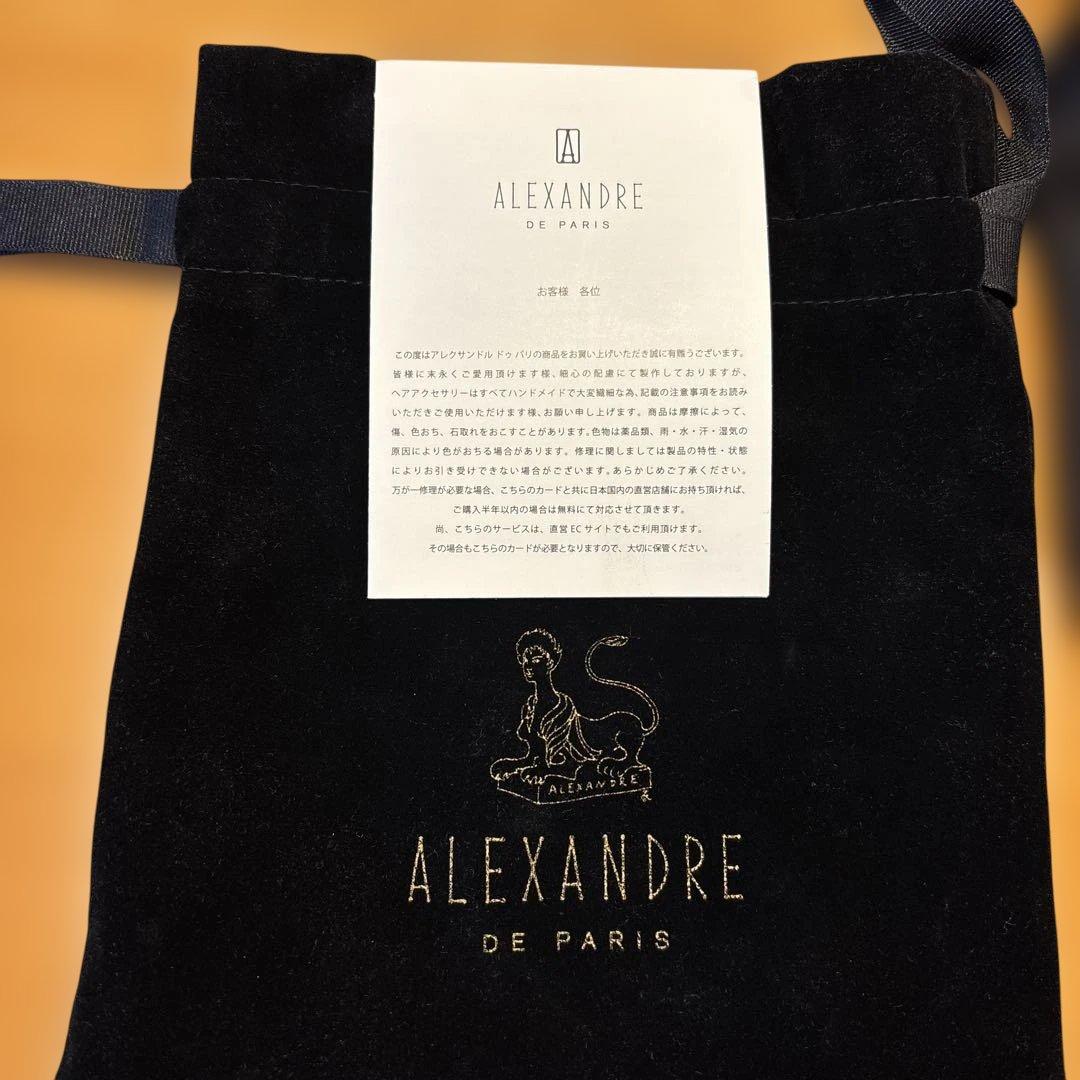 A
ALEXANDRE
DE PARIS
お客様 各位
この度はアレクサンドル ドゥ パリの商品をお買い上げいただき誠に有難うございます。
皆様に末永くご愛用頂けます様、細心の配慮にて製作しておりますが、
ヘアアクセサリーはすべてハンドメイドで大変繊細な為、記載の注意事項をお読み
いただきご使用いただけます様、お願い申し上げます。商品は摩擦によって、
傷、色おち、石取れをおこすことがあります。色物は薬品類、雨・水・汗・湿気の
原因により色がおちる場合があります。修理に関しましては製品の特性・状態
によりお引き受けできない場合がございます。あらかじめご了承ください。
万が一修理が必要な場合、こちらのカードと共に日本国内の直営店舗にお持ち頂ければ、
ご購入半年以内の場合は無料にて対応させて頂きます。
尚、こちらのサービスは、直営 EC サイトでもご利用頂けます。
その場合もこちらのカードが必要となりますので、大切に保管ください。
ALEXANDRE
ALEXANDRE
DE PARIS